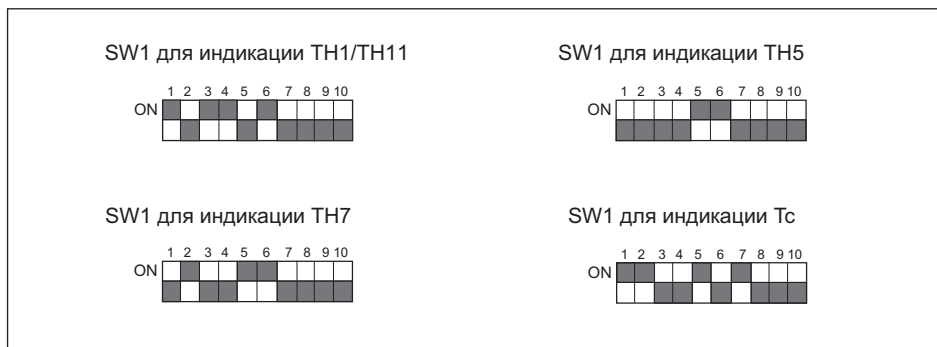 SW1 для индикации TH1/TH11
1 2 3 4 5 6 7 8 9 10
ON
SW1 для индикации TH5
1 2 3 4 5 6 7 8 9 10
ON
SW1 для индикации TH7
1 2 3 4 5 6 7 8 9 10
ON
SW1 для индикации Tc
1 2 3 4 5 6 7 8 9 10
ON